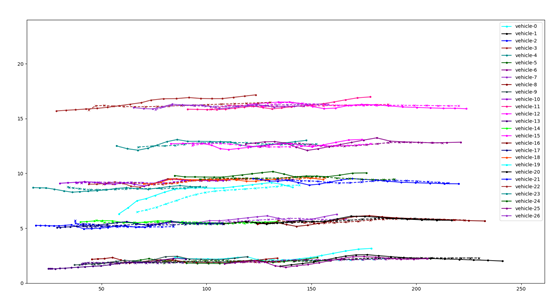 20
15
10
5
0
50
100
150
200
250
vehicle-0
vehicle-1
vehicle-2
vehicle-3
vehicle-4
vehicle-5
vehicle-6
vehicle-7
vehicle-8
vehicle-9
vehicle-10
vehicle-11
vehicle-12
vehicle-13
vehicle-14
vehicle-15
vehicle-16
vehicle-17
vehicle-18
vehicle-19
vehicle-20
vehicle-21
vehicle-22
vehicle-23
vehicle-24
vehicle-25
vehicle-26